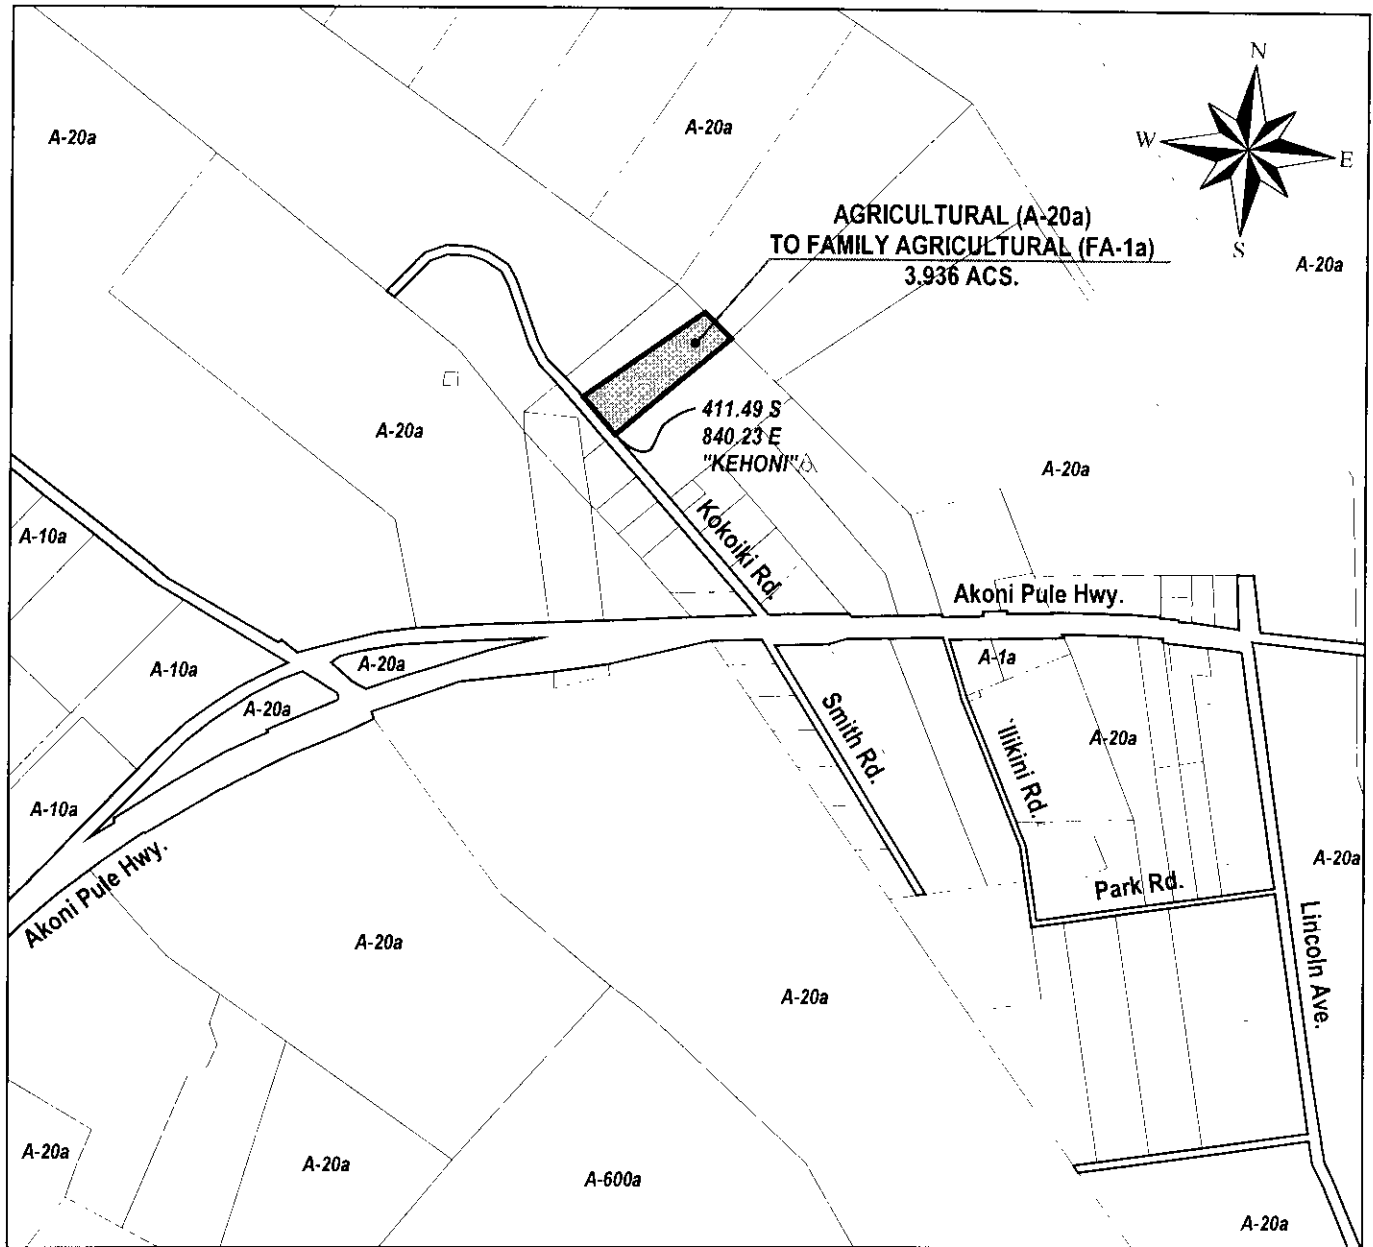 N
A-20a
A-20a
W
E
AGRICULTURAL (A-20a)
TO FAMILY AGRICULTURAL (FA-1a)
3.936 ACS.
S
A-20a
411.49 S
840.23 E
"KEHONI"
A-20a
A-20a
A-10a
Kokoiki Rd.
Akoni Pule Hwy.
A-10a
A-20a
A-1a
A-20a
Smith Rd.
'Ilikini Rd.
A-20a
A-10a
A-20a
Akoni Pule Hwy.
Park Rd.
A-20a
Lincoln Ave.
A-20a
A-20a
A-20a
A-600a
A-20a